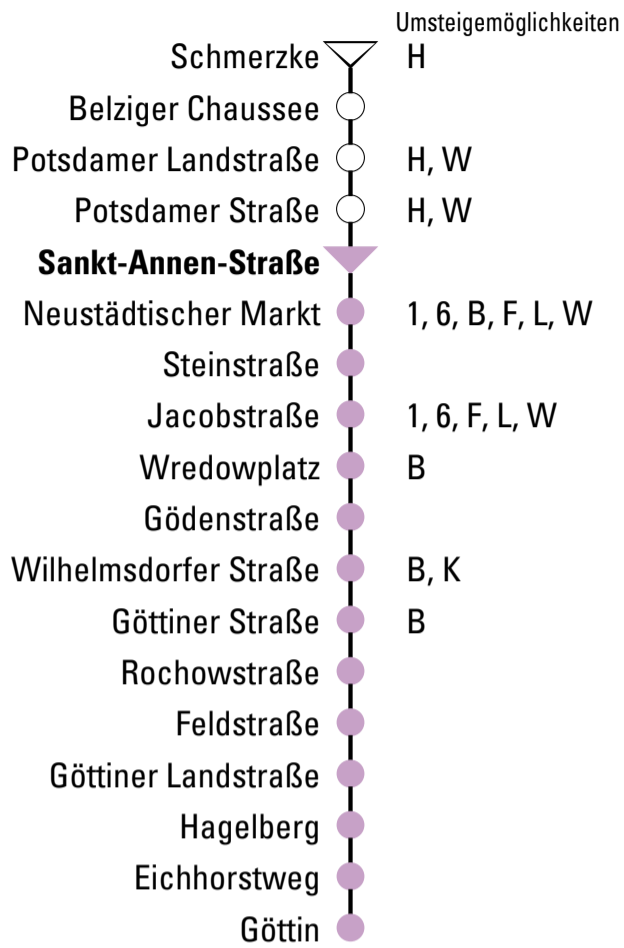 Umsteigemöglichkeiten
Schmerzke H
Belziger Chaussee
Potsdamer Landstraße H, W
Potsdamer Straße H, W
Sankt-Annen-Straße
Neustädtischer Markt 1, 6, B, F, L, W
Steinstraße
Jacobstraße 1, 6, F, L, W
Wredowplatz B
Gödenstraße
Wilhelmsdorfer Straße B, K
Göttiner Straße B
Rochowstraße
Feldstraße
Göttiner Landstraße
Hagelberg
Eichhorstweg
Göttin